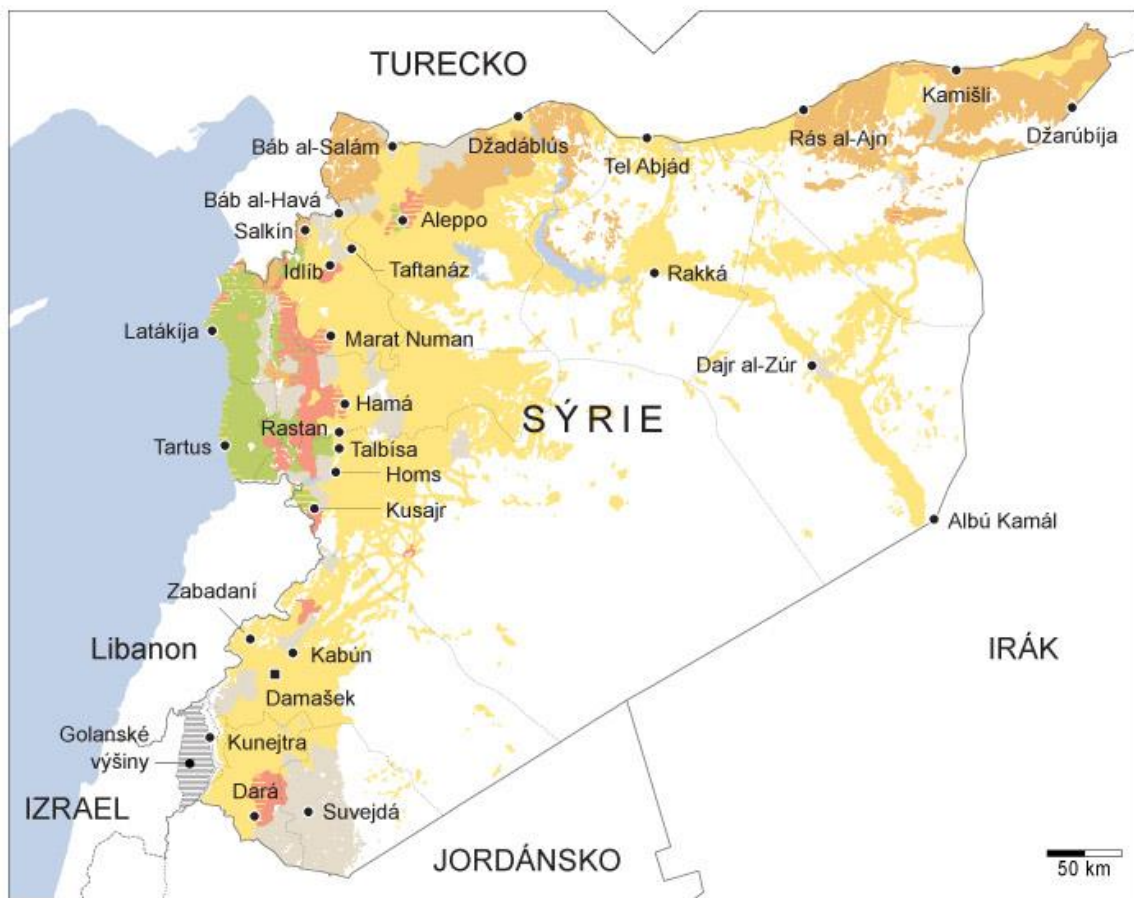 TURECKO
Kamišli
Báb al-Salám
Džadáblús
Tel Abjád
Rás al-Ajn
Džarúbíja
Báb al-Havá
Aleppo
Salkín
Idlíb
Taftanáz
Rakká
Latákíja
Marat Numan
Dajr al-Zúr
Hamá
SÝRIE
Rastan
Tartus
Talbísa
Homs
Kusajr
Albú Kamál
Zabadaní
Libanon
Kabún
IRÁK
Damašek
Golanské
výšiny
Kunejtra
IZRAEL
Dará
Suvejdá
JORDÁNSKO
50 km